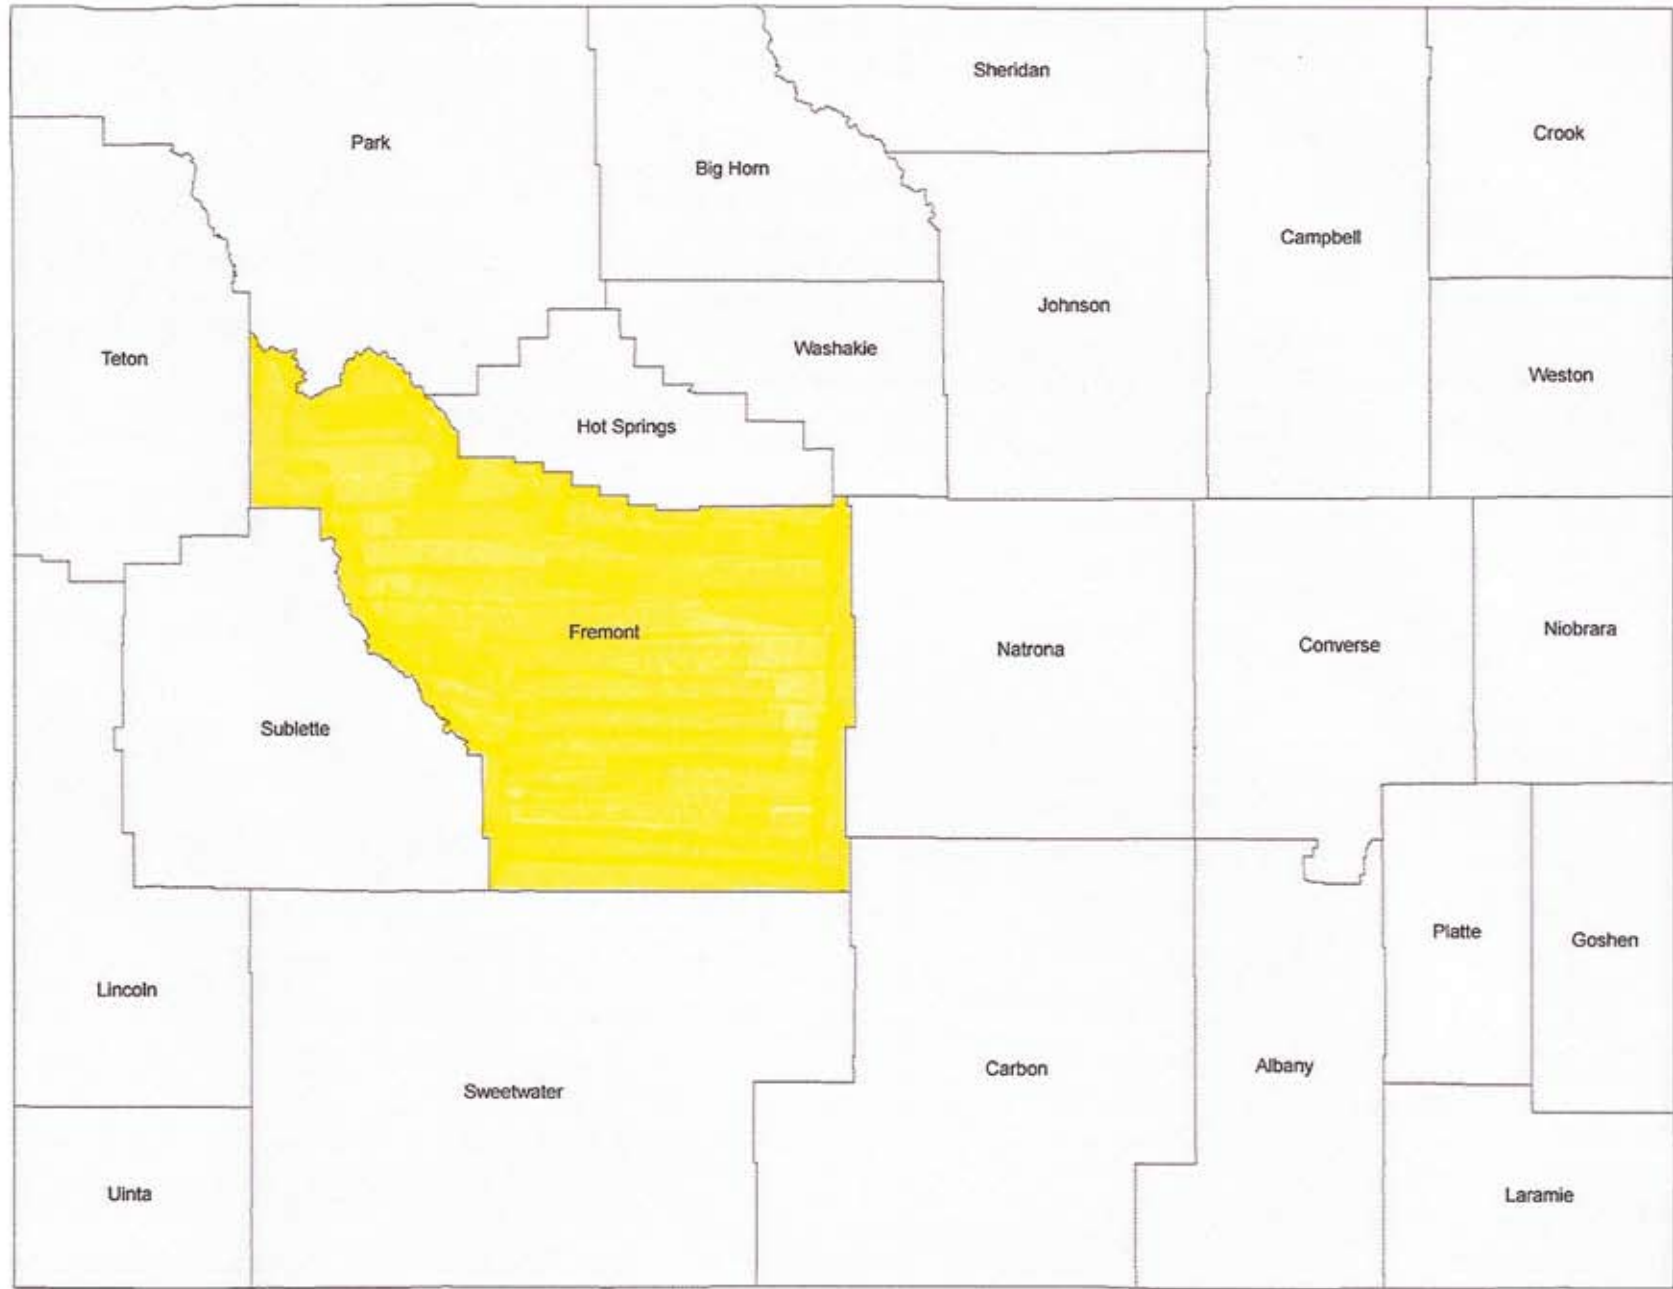 Sheridan
Crook
Park
Big Horn
Campbell
Johnson
Washakie
Teton
Weston
Hot Springs
Fremont
Niobrara
Converse
Natrona
Sublette
Platte
Goshen
Lincoln
Albany
Carbon
Sweetwater
Uinta
Laramie